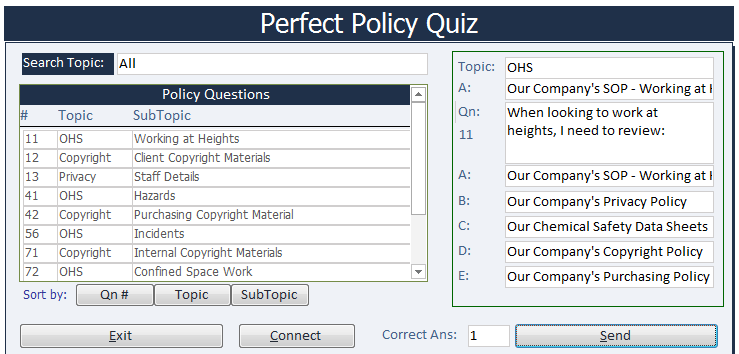 Perfect Policy Quiz
Search Topic: All
Policy Questions
# Topic SubTopic
11 OHS Working at Heights
12 Copyright Client Copyright Materials
13 Privacy Staff Details
41 OHS Hazards
42 Copyright Purchasing Copyright Material
56 OHS Incidents
71 Copyright Internal Copyright Materials
72 OHS Confined Space Work
Sort by: Qn # Topic SubTopic
Topic: OHS
A: Our Company's SOP - Working at H
Qn: When looking to work at
11 heights, I need to review:
A: Our Company's SOP - Working at H
B: Our Company's Privacy Policy
C: Our Chemical Safety Data Sheets
D: Our Company's Copyright Policy
E: Our Company's Purchasing Policy
Exit Connect Correct Ans: 1 Send